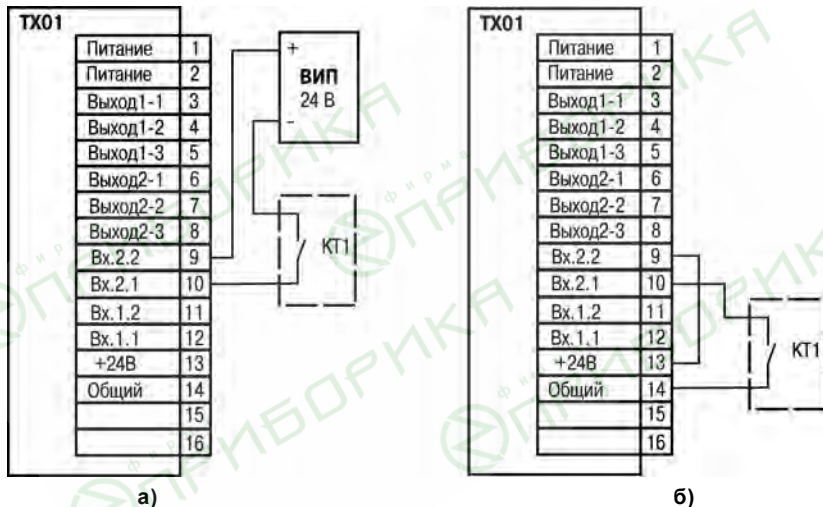 ТХ01
Питание 1
Питание 2
Выход1-1 3
Выход1-2 4
Выход1-3 5
Выход2-1 6
Выход2-2 7
Выход2-3 8
Вх.2.2 9
Вх.2.1 10
Вх.1.2 11
Вх.1.1 12
+24В 13
Общий 14
15
16
+
ВИП
24 В
-
КТ1
а)
ТХ01
Питание 1
Питание 2
Выход1-1 3
Выход1-2 4
Выход1-3 5
Выход2-1 6
Выход2-2 7
Выход2-3 8
Вх.2.2 9
Вх.2.1 10
Вх.1.2 11
Вх.1.1 12
+24В 13
Общий 14
15
16
КТ1
б)
фирма
ПРИБОРИКА